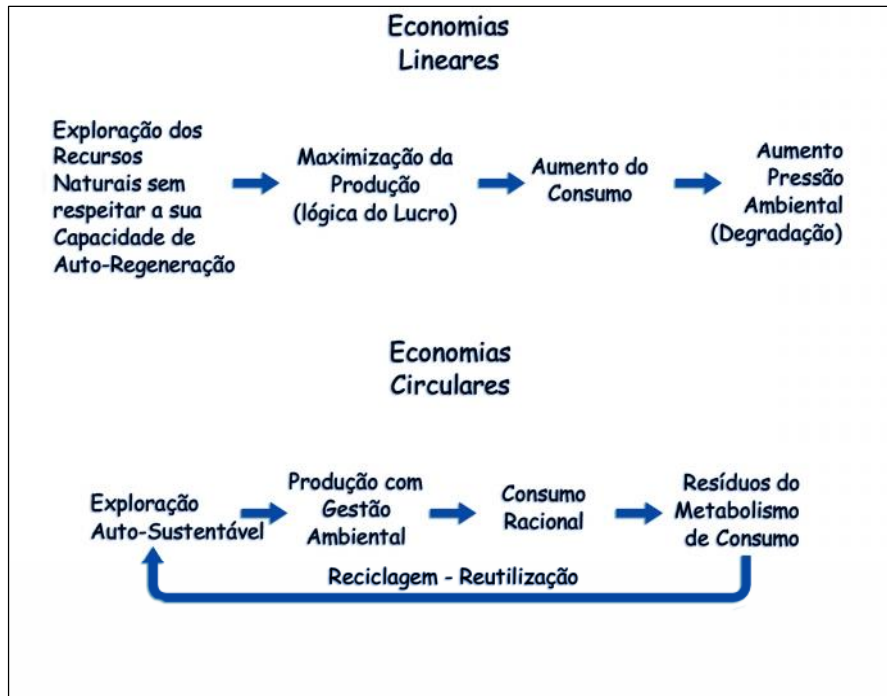 Economias
Lineares
Exploração dos
Recursos
Naturais sem
respeitar a sua
Capacidade de
Auto-Regeneração
Maximização da
Produção
(lógica do Lucro)
Aumento do
Consumo
Aumento
Pressão
Ambiental
(Degradação)
Economias
Circulares
Exploração
Auto-Sustentável
Produção com
Gestão
Ambiental
Consumo
Racional
Resíduos do
Metabolismo
de Consumo
Reciclagem - Reutilização